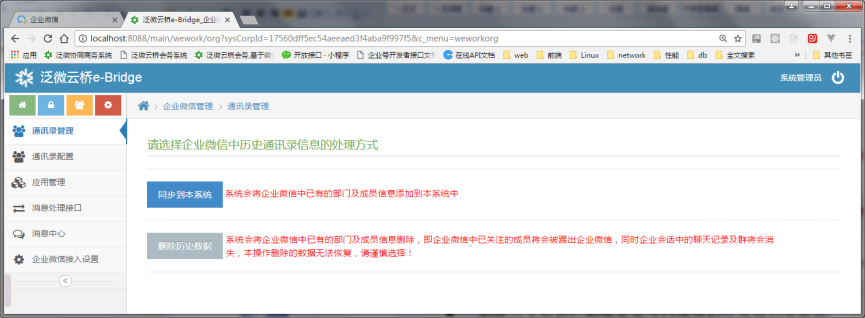 企业微信
泛微云桥e-Bridge_企业
localhost:8088/main/wework/org?sysCorpId=17560dff5ec54aeeaed3f4aba9f997f5&c_menu=weworkorg
应用 泛微协同商务系统 泛微云桥会务系统 泛微云桥会务,基于微 开放接口 - 小程序 企业号开发者接口文 在线API文档 web 前端 Linux network 性能 db 全文搜索 » 其他书签
泛微云桥e-Bridge 系统管理员
企业微信管理 > 通讯录管理
通讯录管理
通讯录配置
应用管理
消息处理接口
消息中心
企业微信接入设置
请选择企业微信中历史通讯录信息的处理方式
同步到本系统 系统会将企业微信中已有的部门及成员信息添加到本系统中
删除历史数据 系统会将企业微信中已有的部门及成员信息删除，即企业微信中已关注的成员将会被踢出企业微信，同时企业会话中的聊天记录及群将会消
失，本操作删除的数据无法恢复，请谨慎选择！